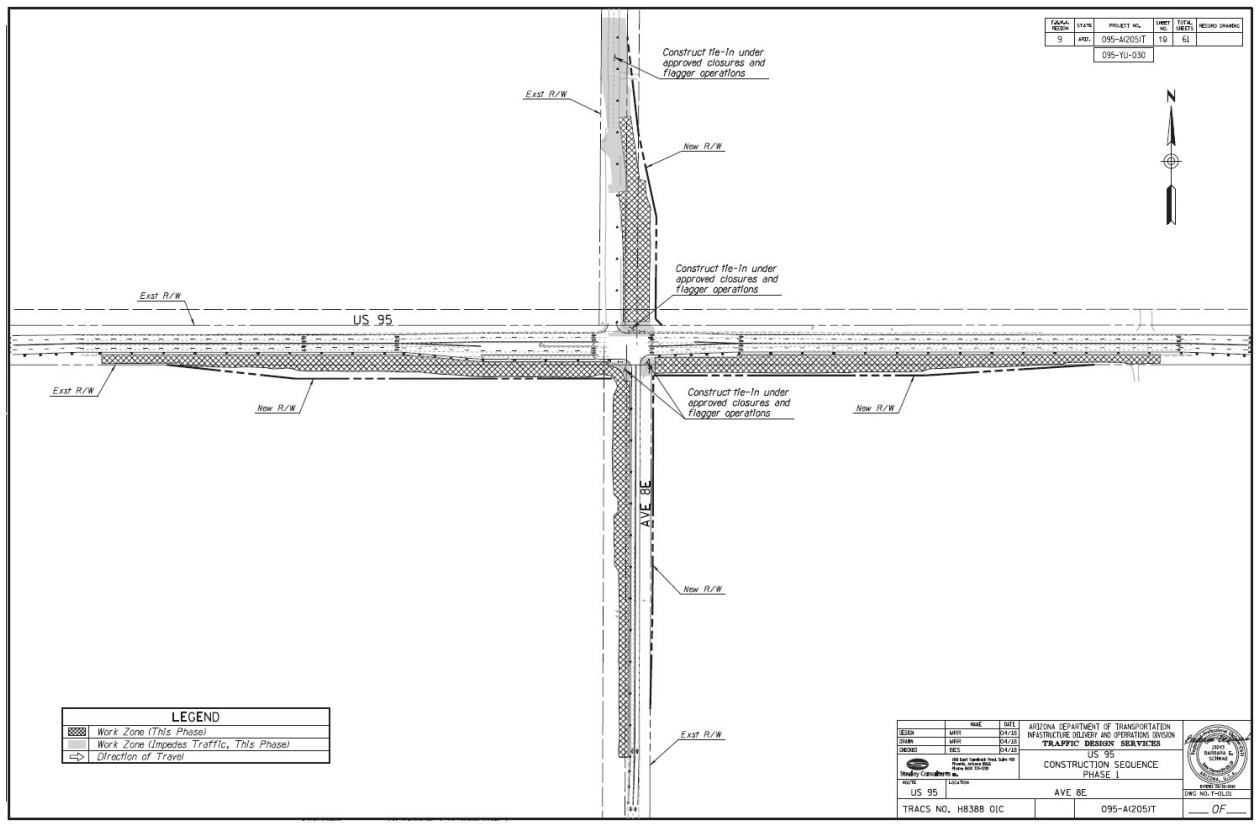 F.H.W.A. REGION STATE PROJECT NO. SHEET NO. TOTAL SHEETS RECORD DRAWING
9 ARIZ. 095-A(205)T 19 61
095-YU-030
N
Construct tie-in under
approved closures and
flagger operations
Exst R/W
New R/W
Construct tie-in under
approved closures and
flagger operations
Exst R/W
US 95
Exst R/W
New R/W
Construct tie-in under
approved closures and
flagger operations
New R/W
AVE 8E
New R/W
Exst R/W
LEGEND
Work Zone (This Phase)
Work Zone (Impedes Traffic, This Phase)
Direction of Travel
NAME DATE
DESIGN MRR 04/18
DRAWN MRR 04/18
CHECKED BES 04/18
Stanley Consultants INC.
ARIZONA DEPARTMENT OF TRANSPORTATION
INFRASTRUCTURE DELIVERY AND OPERATIONS DIVISION
TRAFFIC DESIGN SERVICES
US 95
CONSTRUCTION SEQUENCE
PHASE 1
ROUTE LOCATION
US 95 AVE 8E
TRACS NO. H8388 01C 095-A(205)T
BARBARA E.
SCHWAB
ARIZONA, U.S.A.
DWG NO. T-01.01
OF